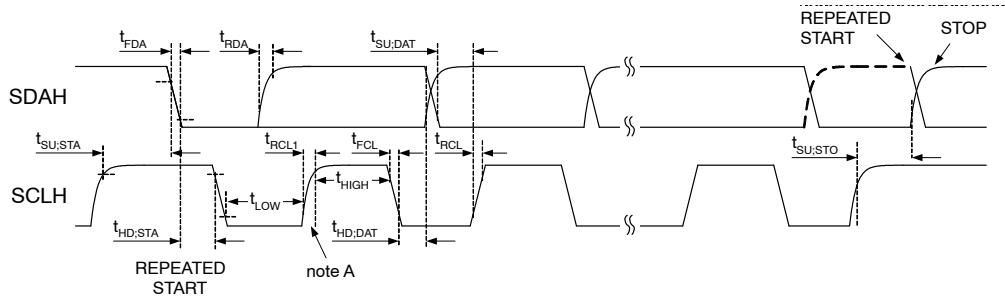 REPEATED
START
STOP
tFDA
tRDA
tSU;DAT
SDAH
tSU;STA
tRCL1
tFCL
tRCL
tSU;STO
SCLH
tLOW
tHIGH
tHD;STA
tHD;DAT
note A
REPEATED
START